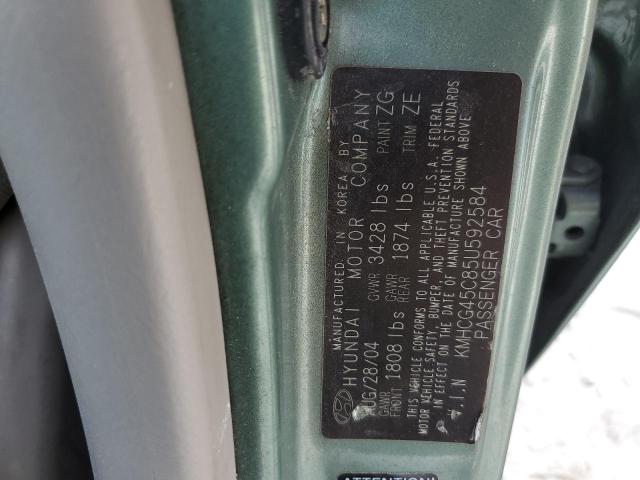 MANUFACTURED IN KOREA BY
HYUNDAI MOTOR COMPANY
AUG/28/04 GVWR 3428 lbs PAINT ZG
GAWR FRONT 1808 lbs GAWR REAR 1874 lbs TRIM ZE
THIS VEHICLE CONFORMS TO ALL APPLICABLE U.S.A. FEDERAL
MOTOR VEHICLE SAFETY, BUMPER, AND THEFT PREVENTION STANDARDS
IN EFFECT ON THE DATE OF MANUFACTURE SHOWN ABOVE
V.I.N KMHCG45C85U592584
PASSENGER CAR
ATTENTION!